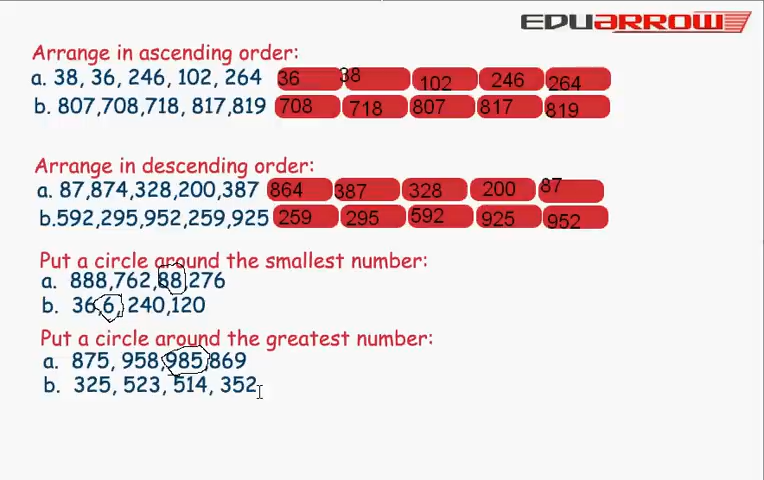 EDUARROW
Arrange in ascending order:
a. 38, 36, 246, 102, 264 36 38 102 246 264
b. 807,708,718, 817,819 708 718 807 817 819
Arrange in descending order:
a. 87,874,328,200,387 864 387 328 200 87
b.592,295,952,259,925 259 295 592 925 952
Put a circle around the smallest number:
a. 888,762,88,276
b. 36,6, 240,120
Put a circle around the greatest number:
a. 875, 958,985,869
b. 325, 523, 514, 352